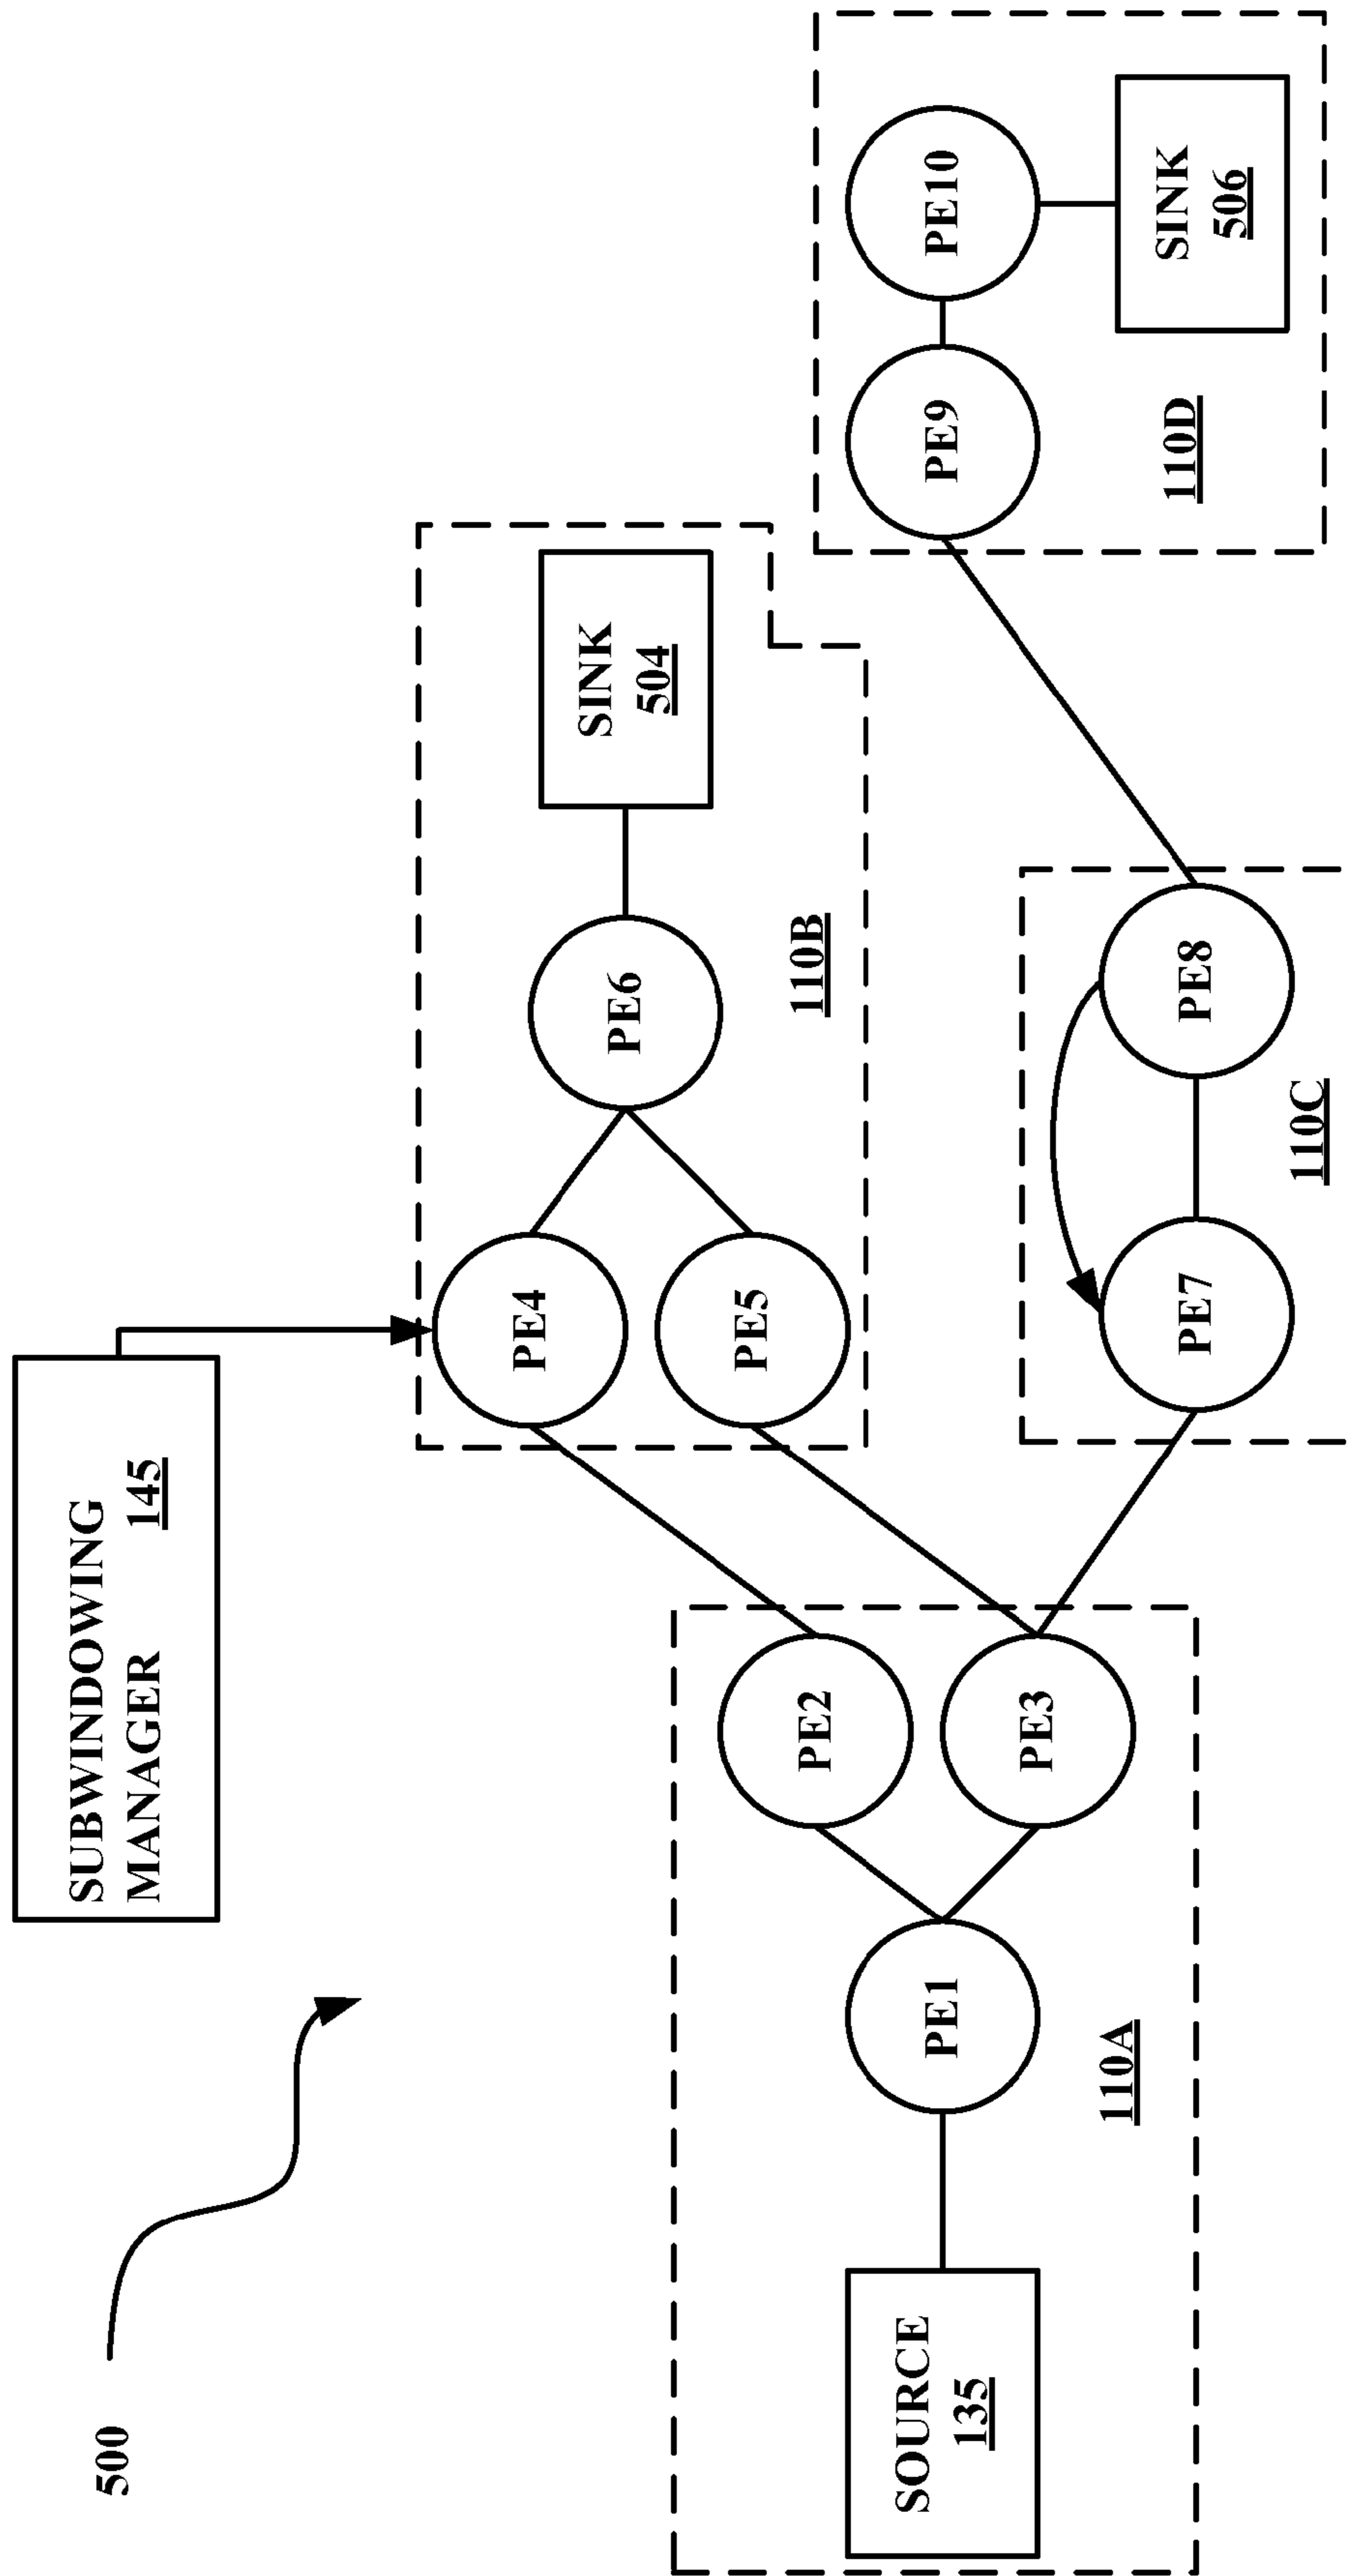 500
SUBWINDOWING
MANAGER 145
SOURCE
135
PE1
PE2
PE3
110A
PE4
PE5
PE6
SINK
504
110B
PE7
PE8
110C
PE9
PE10
SINK
506
110D